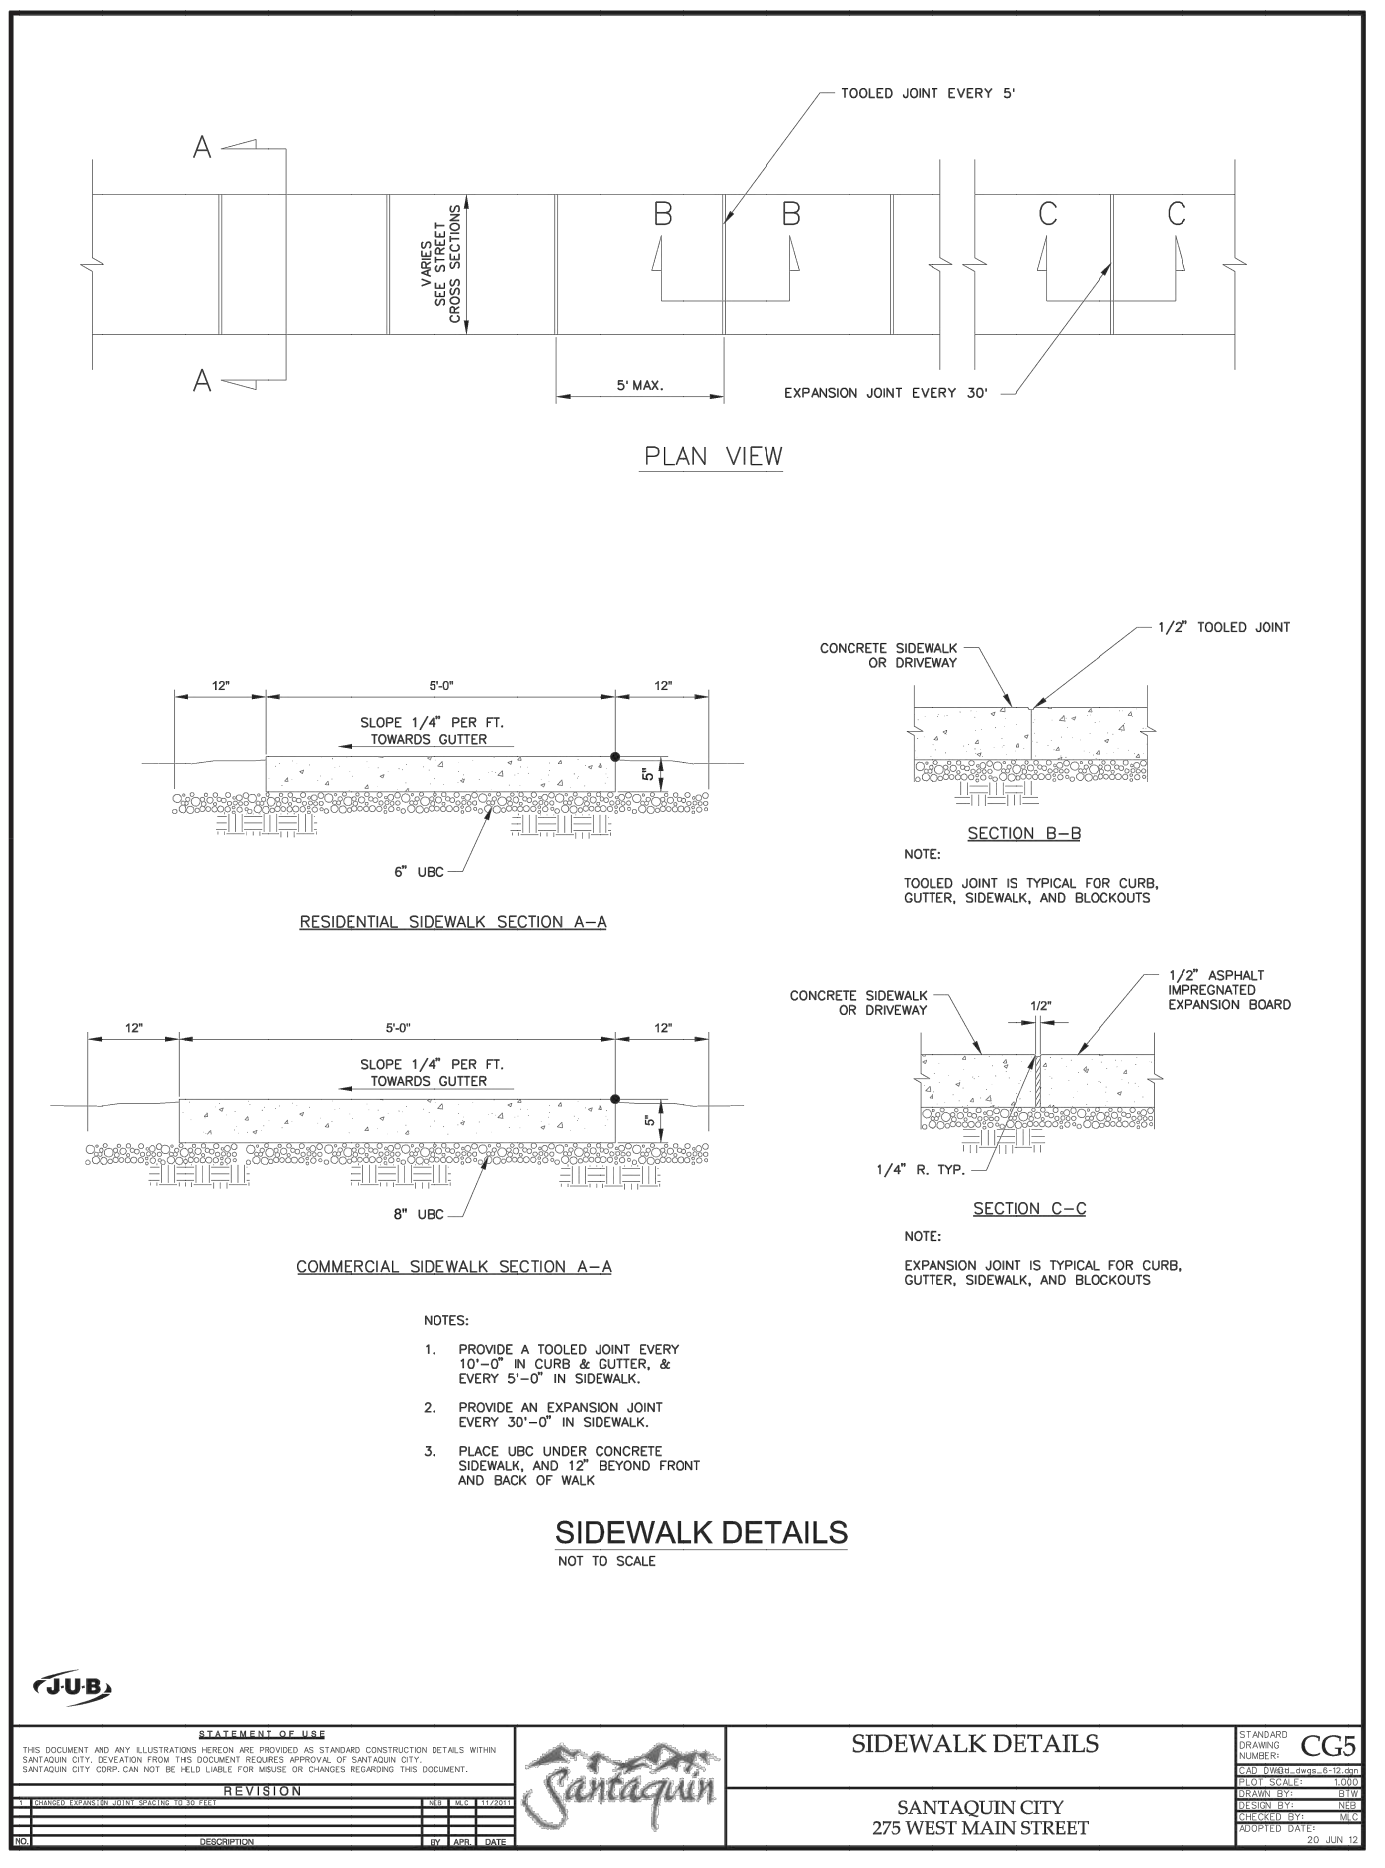 TOOLED JOINT EVERY 5'
A
B
B
C
C
VARIES
SEE STREET
CROSS SECTIONS
A
5' MAX.
EXPANSION JOINT EVERY 30'
PLAN VIEW
12"
5'-0"
12"
SLOPE 1/4" PER FT.
TOWARDS GUTTER
5"
6" UBC
RESIDENTIAL SIDEWALK SECTION A-A
1/2" TOOLED JOINT
CONCRETE SIDEWALK
OR DRIVEWAY
SECTION B-B
NOTE:
TOOLED JOINT IS TYPICAL FOR CURB,
GUTTER, SIDEWALK, AND BLOCKOUTS
12"
5'-0"
12"
SLOPE 1/4" PER FT.
TOWARDS GUTTER
5"
8" UBC
COMMERCIAL SIDEWALK SECTION A-A
1/2" ASPHALT
IMPREGNATED
EXPANSION BOARD
CONCRETE SIDEWALK
OR DRIVEWAY
1/2"
1/4" R. TYP.
SECTION C-C
NOTE:
EXPANSION JOINT IS TYPICAL FOR CURB,
GUTTER, SIDEWALK, AND BLOCKOUTS
NOTES:
1. PROVIDE A TOOLED JOINT EVERY
10'-0" IN CURB & GUTTER, &
EVERY 5'-0" IN SIDEWALK.
2. PROVIDE AN EXPANSION JOINT
EVERY 30'-0" IN SIDEWALK.
3. PLACE UBC UNDER CONCRETE
SIDEWALK, AND 12" BEYOND FRONT
AND BACK OF WALK
SIDEWALK DETAILS
NOT TO SCALE
J·U·B
STATEMENT OF USE
THIS DOCUMENT AND ANY ILLUSTRATIONS HEREON ARE PROVIDED AS STANDARD CONSTRUCTION DETAILS WITHIN
SANTAQUIN CITY. DEVEATION FROM THIS DOCUMENT REQUIRES APPROVAL OF SANTAQUIN CITY.
SANTAQUIN CITY CORP. CAN NOT BE HELD LIABLE FOR MISUSE OR CHANGES REGARDING THIS DOCUMENT.
REVISION
1 CHANGED EXPANSION JOINT SPACING TO 30 FEET NEB MLC 11/2011
NO. DESCRIPTION BY APR. DATE
Santaquin
SIDEWALK DETAILS
SANTAQUIN CITY
275 WEST MAIN STREET
STANDARD
DRAWING
NUMBER: CG5
PLOT SCALE: 1.000
DRAWN BY: BTW
DESIGN BY: NEB
CHECKED BY: MLC
ADOPTED DATE:
20 JUN 12